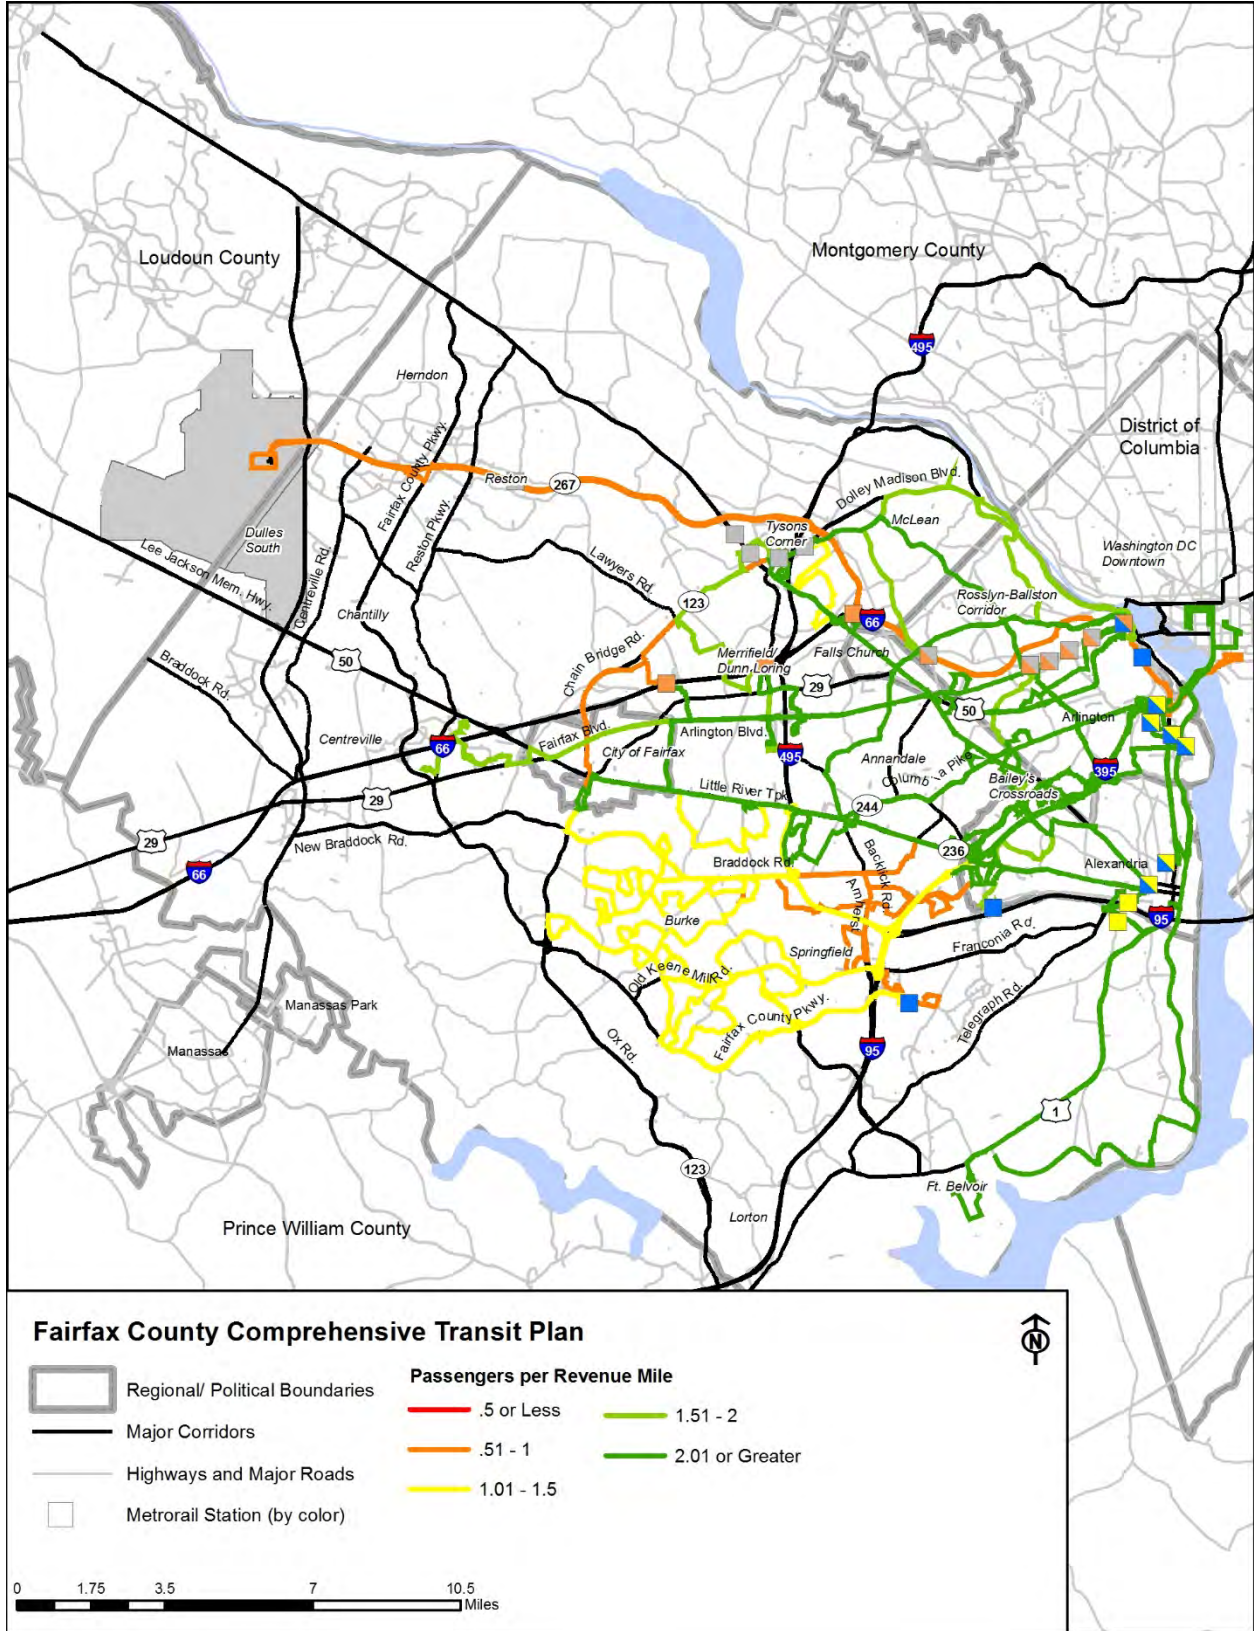 Loudoun County
Montgomery County
495
Herndon
District of
Columbia
Fairfax County Pkwy.
Reston
267
Dolley Madison Blvd.
Reston Pkwy.
McLean
Tysons
Corner
Dulles
South
Washington DC
Downtown
Lee Jackson Mem. Hwy.
Centreville Rd.
Lawyers Rd.
123
Rosslyn-Ballston
Corridor
Chantilly
66
Falls Church
Merrifield/
Dunn Loring
Chain Bridge Rd.
50
Braddock Rd.
29
50
Arlington
Centreville
66
Fairfax Blvd.
Arlington Blvd.
City of Fairfax
495
Annandale
Columbia Pike
395
Bailey's
Crossroads
29
Little River Tpk.
244
29
New Braddock Rd.
236
66
Braddock Rd.
Backlick Rd.
Alexandria
Amherst
Burke
95
Franconia Rd.
Springfield
Old Keene Mill Rd.
Manassas Park
Fairfax County Pkwy.
Telegraph Rd.
Ox Rd.
Manassas
95
1
123
Ft. Belvoir
Lorton
Prince William County
Fairfax County Comprehensive Transit Plan
N
Regional/ Political Boundaries
Major Corridors
Highways and Major Roads
Metrorail Station (by color)
Passengers per Revenue Mile
.5 or Less
.51 - 1
1.01 - 1.5
1.51 - 2
2.01 or Greater
0 1.75 3.5 7 10.5
Miles